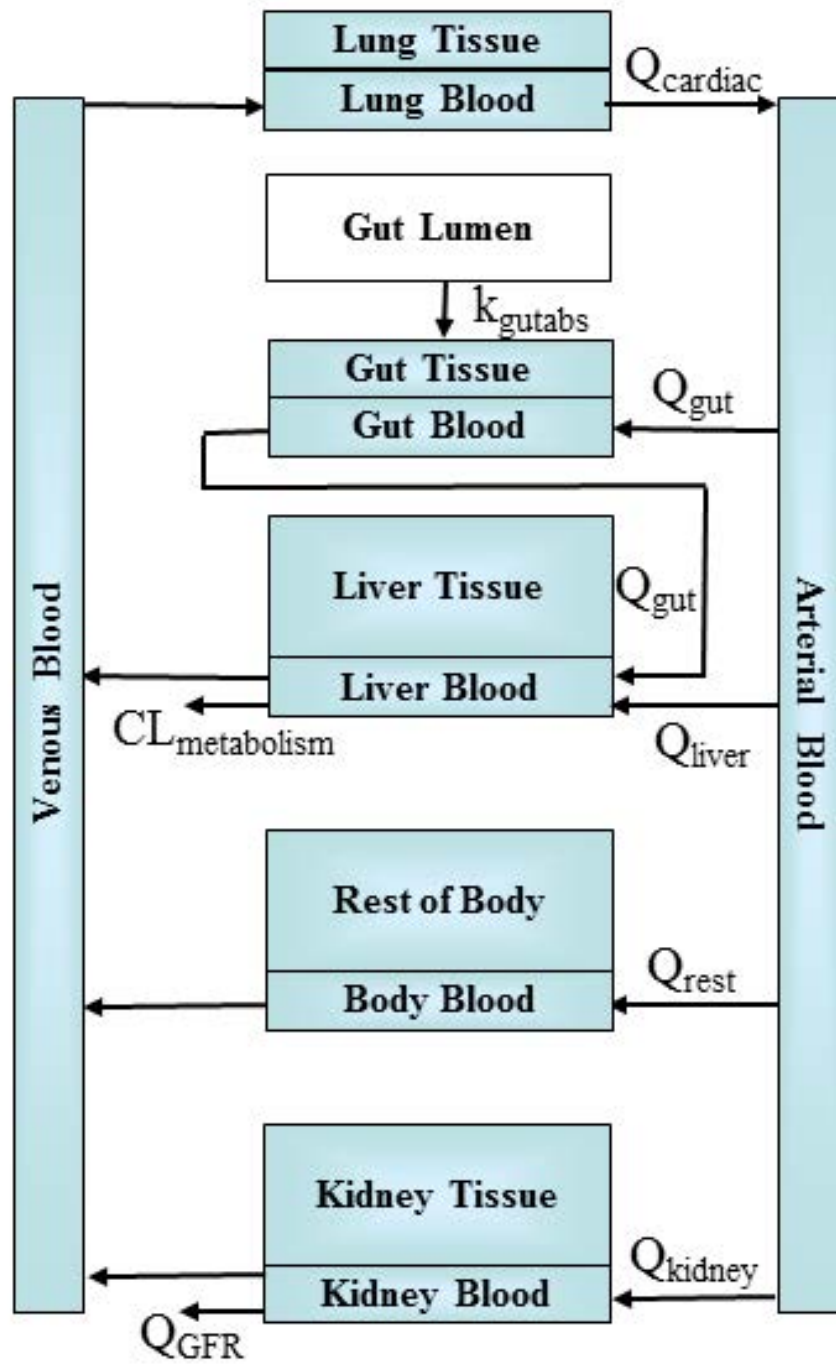 Lung Tissue
Lung Blood
Qcardiac
Gut Lumen
kgutabs
Gut Tissue
Gut Blood
Qgut
Liver Tissue
Qgut
Liver Blood
CLmetabolism
Qliver
Venous Blood
Arterial Blood
Rest of Body
Body Blood
Qrest
Kidney Tissue
Kidney Blood
Qkidney
QGFR